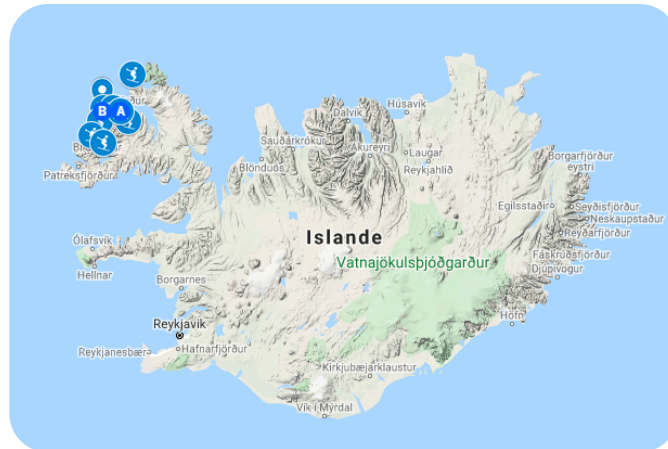 B A
Patreksfjörður
Ólafsvík
Hellnar
Borgarnes
Reykjavik
Hafnarfjörður
Reykjanesbær
Blönduós
Sauðárkrókur
Dalvík
Akureyri
Húsavík
Laugar
Reykjahlíð
Islande
Vatnajökulsþjóðgarður
Borgarfjörður
eystri
Egilsstaðir
Seyðisfjörður
Neskaupstaður
Reyðarfjörður
Fáskrúðsfjörður
Djúpivogur
Höfn
Kirkjubæjarklaustur
Vík í Mýrdal